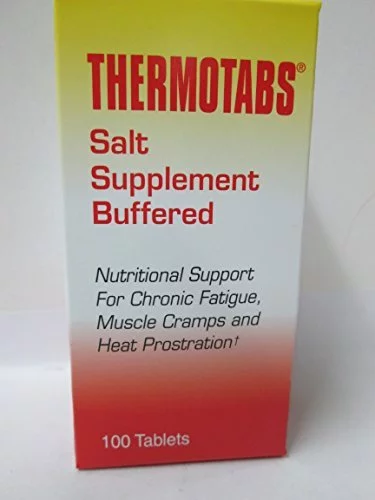 THERMOTABS®
Salt
Supplement
Buffered
Nutritional Support
For Chronic Fatigue,
Muscle Cramps and
Heat Prostration†
100 Tablets